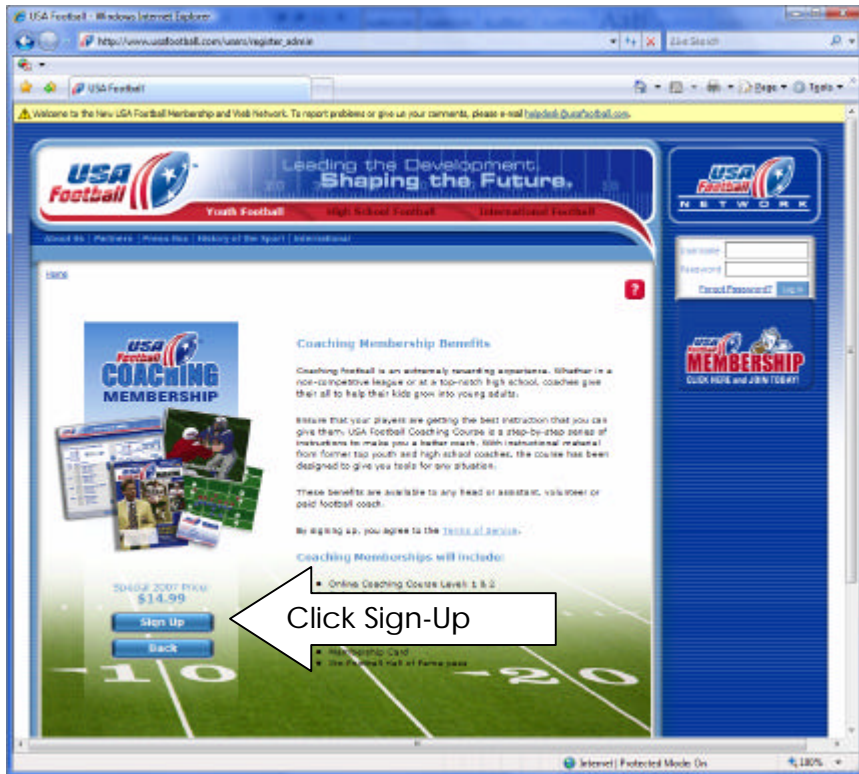 USA Football - Windows Internet Explorer
http://www.usafootball.com/users/register_admin
Live Search
USA Football
Page
Tools
Welcome to the New USA Football Membership and Web Network. To report problems or give us your comments, please e-mail helpdesk@usafootball.com.
USA Football
Leading the Development.
Shaping the Future.
Youth Football
High School Football
International Football
About Us | Partners | Press Box | History of the Sport | International
USA Football
NETWORK
Username
Password
Forgot Password?
Log In
USA Football
MEMBERSHIP
CLICK HERE and JOIN TODAY!
Home
?
USA Football
COACHING
MEMBERSHIP
Special 2007 Price:
$14.99
Sign Up
Back
Coaching Membership Benefits
Coaching football is an extremely rewarding experience. Whether in a
non-competitive league or at a top-notch high school, coaches give
their all to help their kids grow into young adults.
Ensure that your players are getting the best instruction that you can
give them. USA Football Coaching Course is a step-by-step series of
instructions to make you a better coach. With instructional material
from former top youth and high school coaches, the course has been
designed to give you tools for any situation.
These benefits are available to any head or assistant, volunteer or
paid football coach.
By signing up, you agree to the Terms of Service.
Coaching Memberships will include:
Online Coaching Course Level: 1 & 2
Click Sign-Up
Membership Card
Football Hall of Fame pass
10
20
Internet | Protected Mode: On
100%